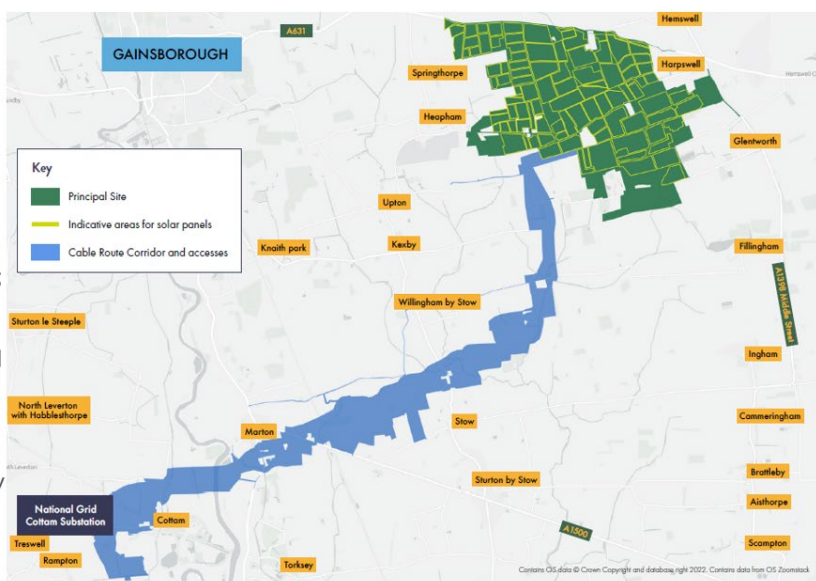 Hemswell
A631
GAINSBOROUGH
Springthorpe
Harpswell
Heapham
Glentworth
Key
Principal Site
Indicative areas for solar panels
Cable Route Corridor and accesses
Upton
Knaith park
Kexby
Fillingham
A1398 Middle Street
Willingham by Stow
Sturton le Steeple
Ingham
North Leverton
with Habblesthorpe
Cammeringham
Marton
Stow
Sturton by Stow
Brattleby
National Grid
Cottam Substation
Cottam
Aisthorpe
A1500
Treswell
Rampton
Torksey
Scampton
Contains OS data © Crown Copyright and database right 2022. Contains data from OS Zoomstack